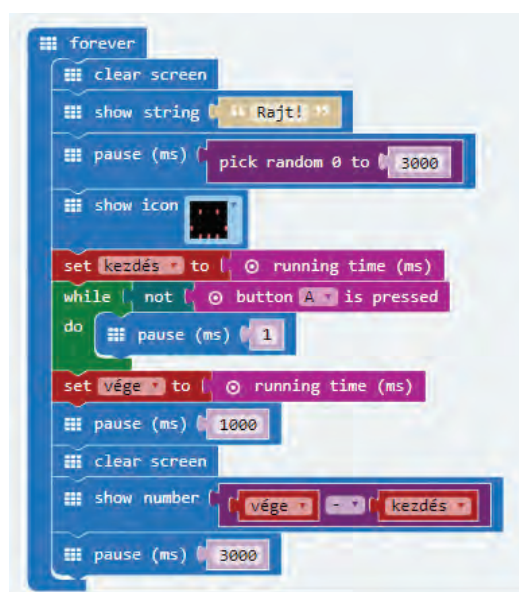 forever
clear screen
show string " Rajt! "
pause (ms) pick random 0 to 3000
show icon
set kezdés to running time (ms)
while not button A is pressed
do pause (ms) 1
set vége to running time (ms)
pause (ms) 1000
clear screen
show number vége - kezdés
pause (ms) 3000